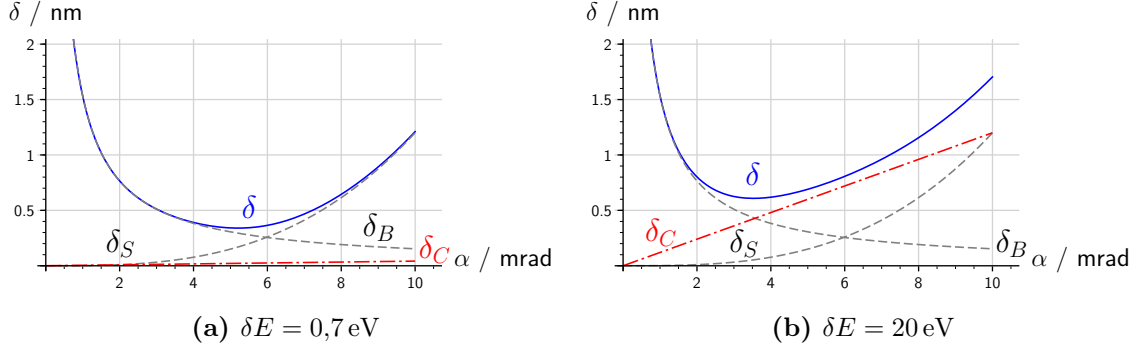 δ / nm
2
1.5
1
0.5
δ
δ_S
δ_B
δ_C
α / mrad
2 4 6 8 10
(a) δE = 0,7 eV
δ / nm
2
1.5
1
0.5
δ
δ_C
δ_S
δ_B
α / mrad
2 4 6 8 10
(b) δE = 20 eV